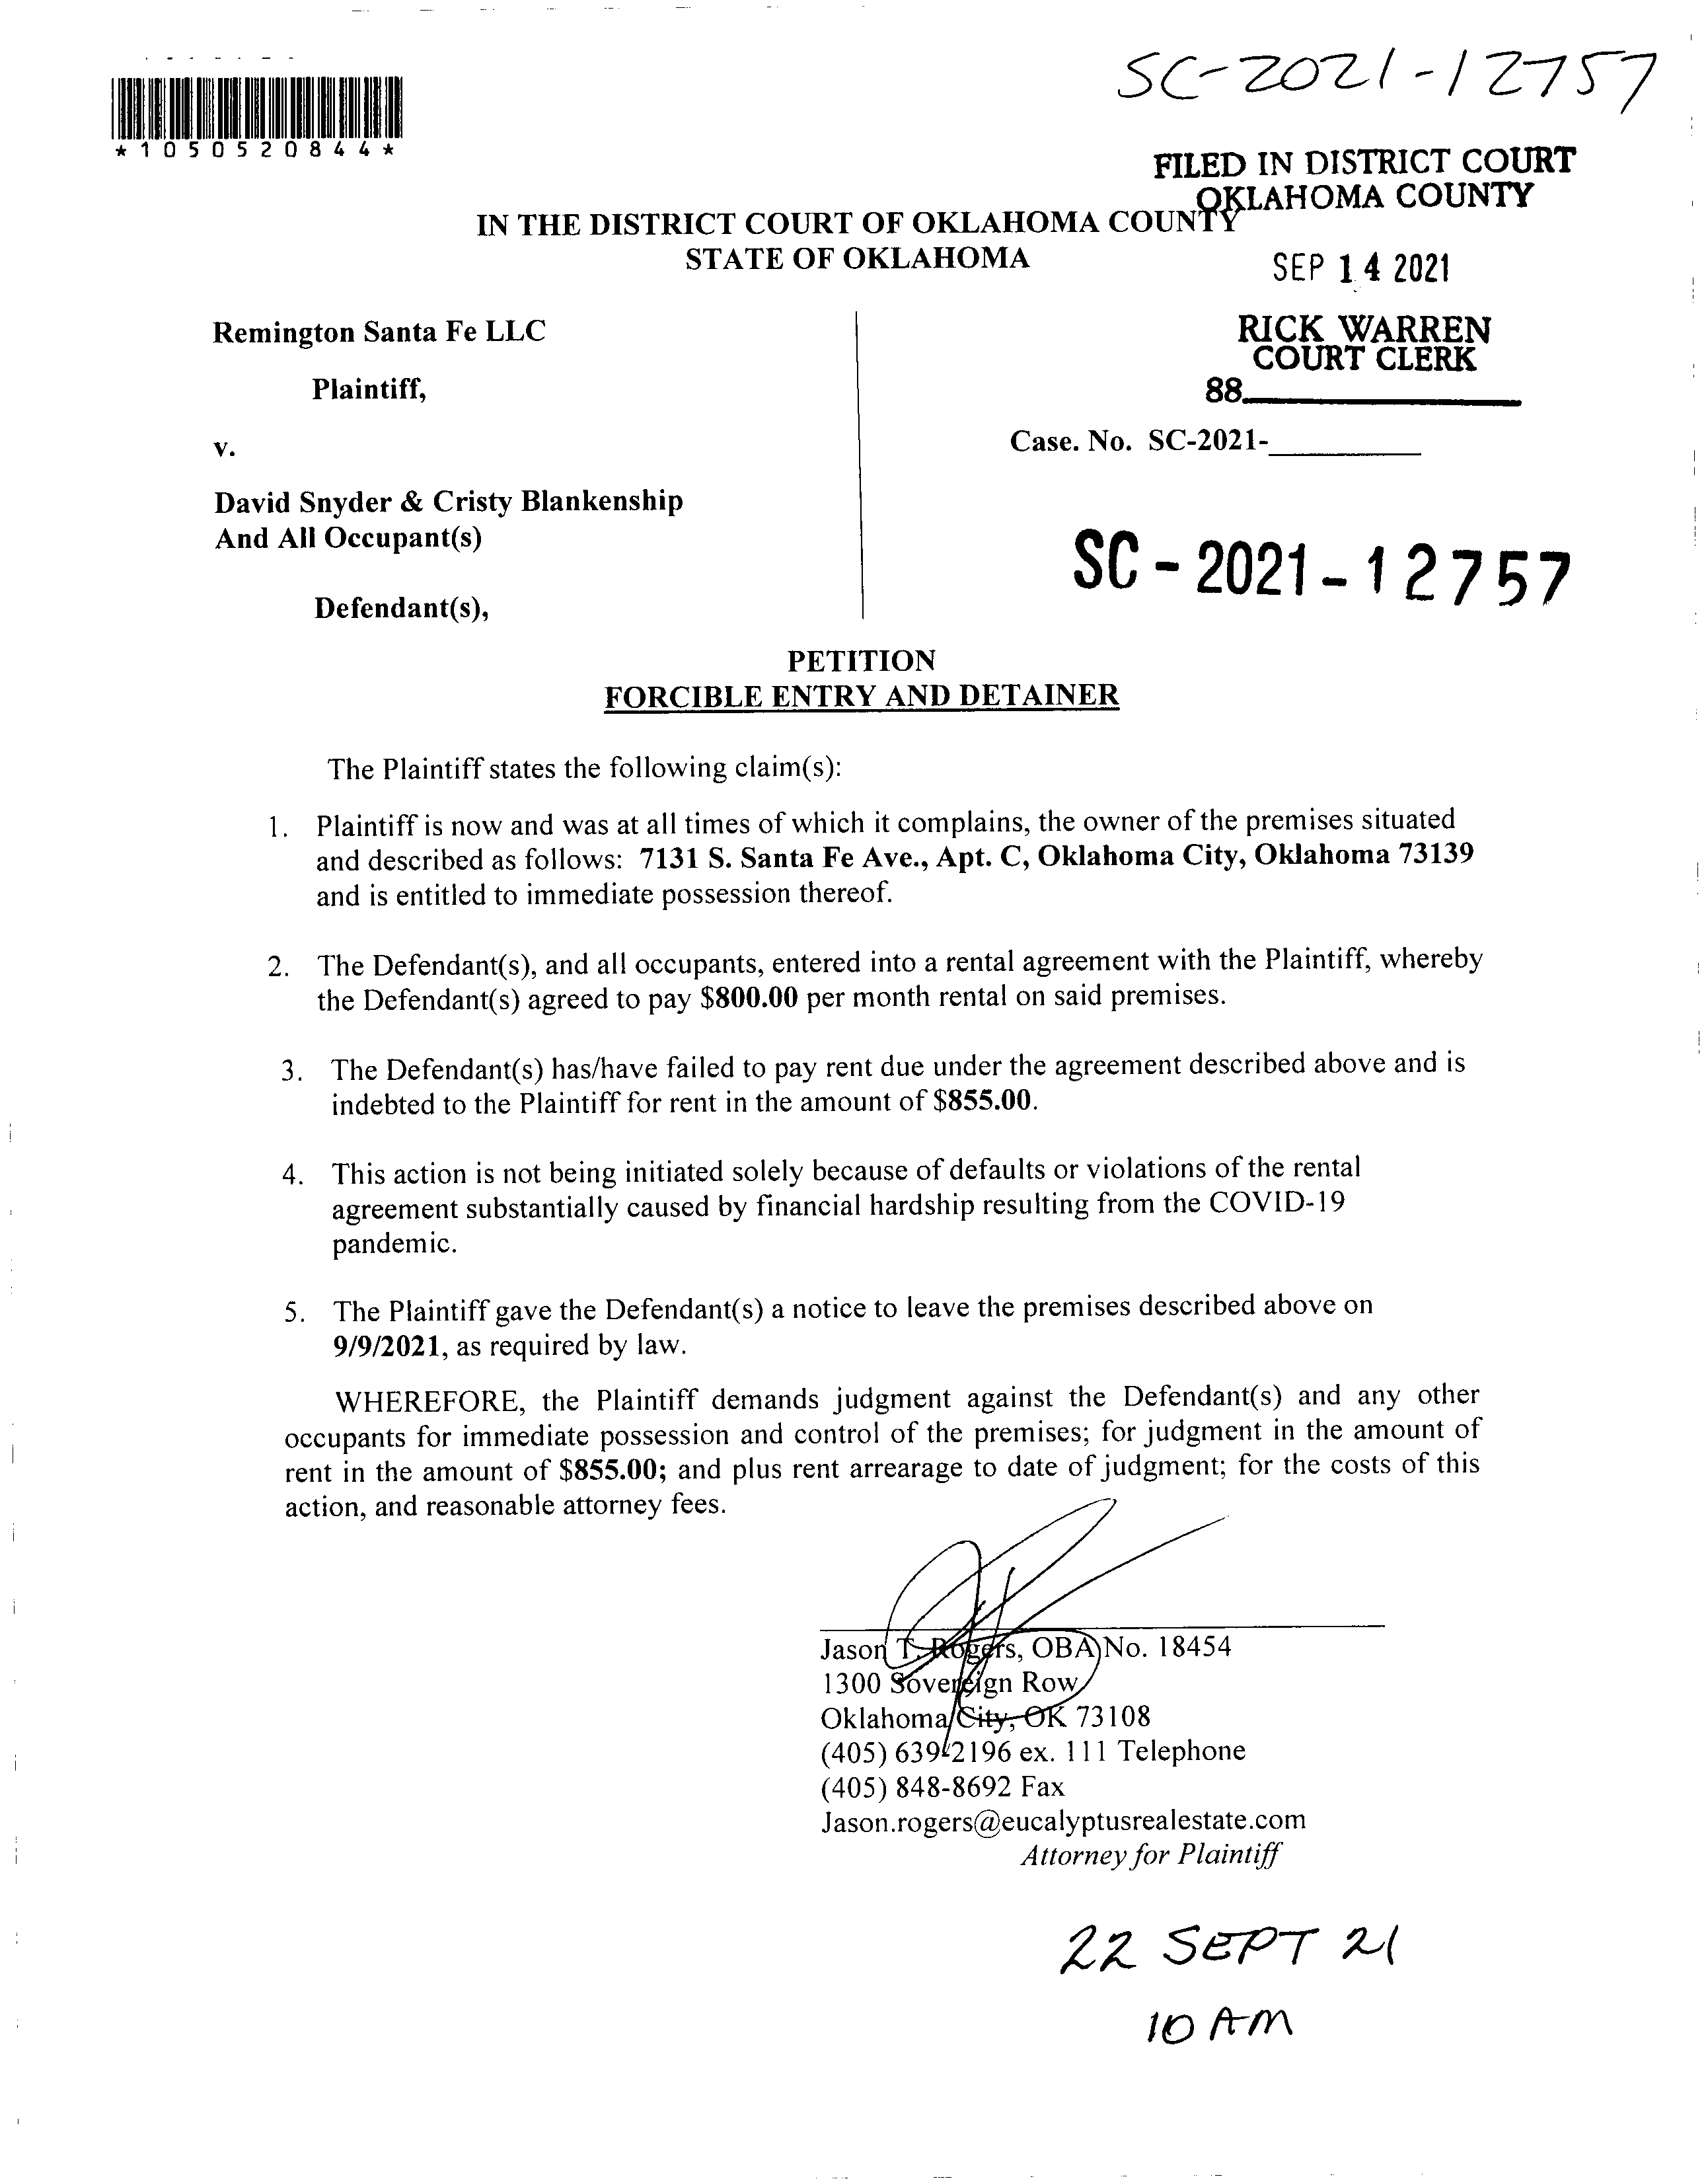 SC-2021-12757
*1050520844*
FILED IN DISTRICT COURT
OKLAHOMA COUNTY
IN THE DISTRICT COURT OF OKLAHOMA COUNTY
STATE OF OKLAHOMA
SEP 14 2021
Remington Santa Fe LLC
RICK WARREN
COURT CLERK
Plaintiff,
88
v.
Case. No. SC-2021-
David Snyder & Cristy Blankenship
And All Occupant(s)
SC-2021-12757
Defendant(s),
PETITION
FORCIBLE ENTRY AND DETAINER
The Plaintiff states the following claim(s):
1. Plaintiff is now and was at all times of which it complains, the owner of the premises situated
and described as follows: 7131 S. Santa Fe Ave., Apt. C, Oklahoma City, Oklahoma 73139
and is entitled to immediate possession thereof.
2. The Defendant(s), and all occupants, entered into a rental agreement with the Plaintiff, whereby
the Defendant(s) agreed to pay $800.00 per month rental on said premises.
3. The Defendant(s) has/have failed to pay rent due under the agreement described above and is
indebted to the Plaintiff for rent in the amount of $855.00.
4. This action is not being initiated solely because of defaults or violations of the rental
agreement substantially caused by financial hardship resulting from the COVID-19
pandemic.
5. The Plaintiff gave the Defendant(s) a notice to leave the premises described above on
9/9/2021, as required by law.
WHEREFORE, the Plaintiff demands judgment against the Defendant(s) and any other
occupants for immediate possession and control of the premises; for judgment in the amount of
rent in the amount of $855.00; and plus rent arrearage to date of judgment; for the costs of this
action, and reasonable attorney fees.
Jason T. Rogers, OBA No. 18454
1300 Sovereign Row
Oklahoma City, OK 73108
(405) 639-2196 ex. 111 Telephone
(405) 848-8692 Fax
Jason.rogers@eucalyptusrealestate.com
Attorney for Plaintiff
22 SEPT 21
10 AM